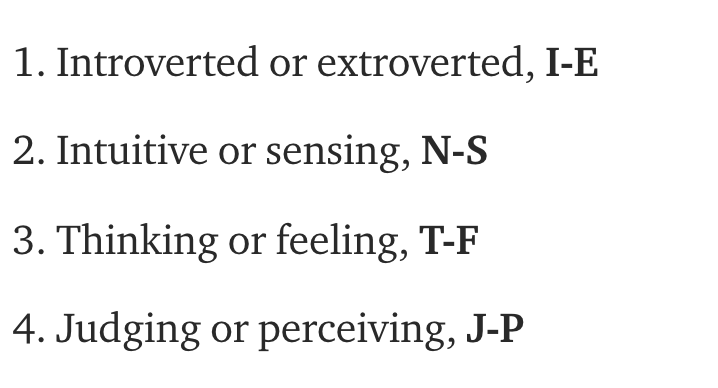 1. Introverted or extroverted, I-E
2. Intuitive or sensing, N-S
3. Thinking or feeling, T-F
4. Judging or perceiving, J-P